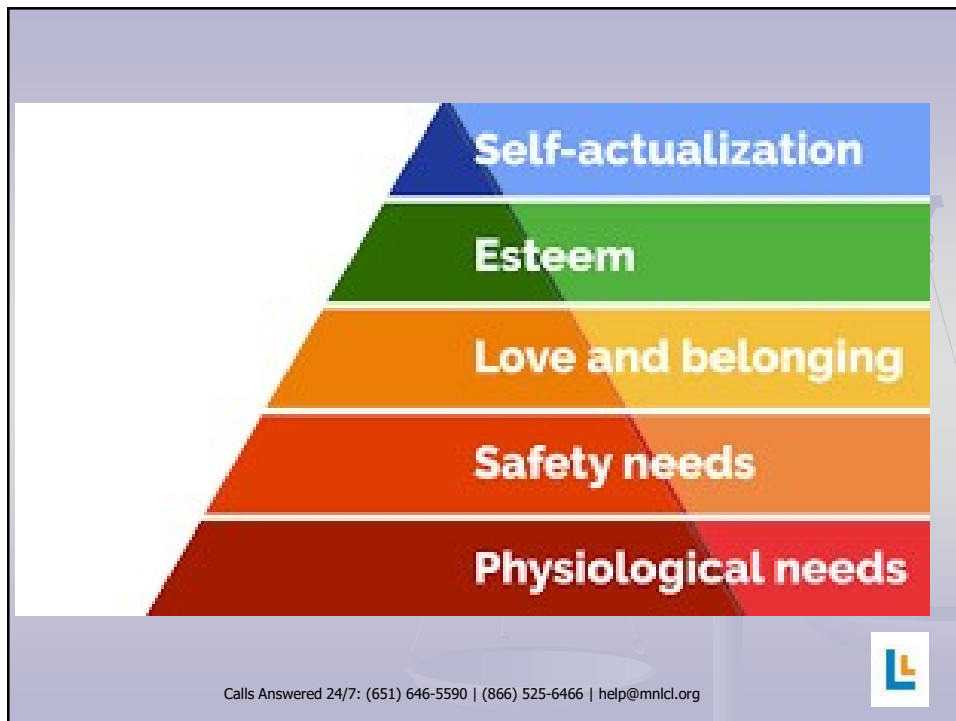 Self-actualization
Esteem
Love and belonging
Safety needs
Physiological needs
Calls Answered 24/7: (651) 646-5590 | (866) 525-6466 | help@mnlcl.org
LL